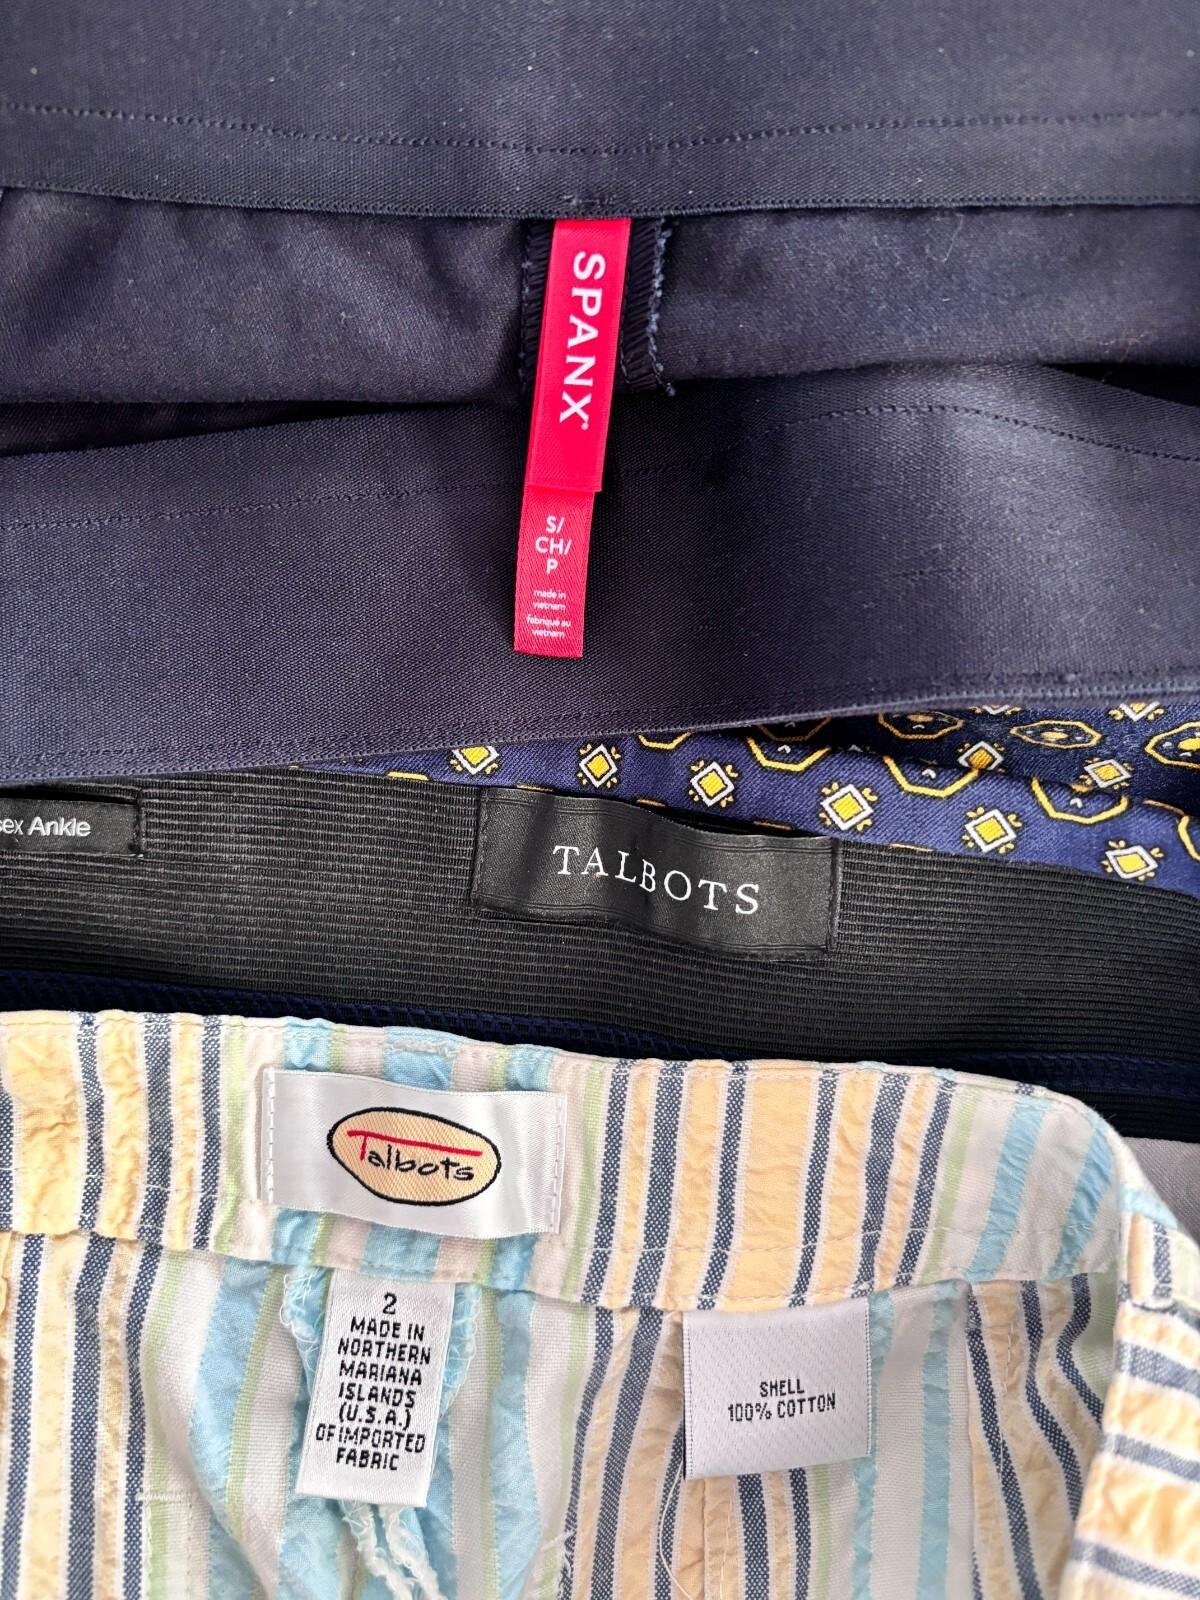 SPANX
S/
CH/
P
made in
vietnam
fabriqué au
vietnam
Ankle
TALBOTS
Talbots
2
MADE IN
NORTHERN
MARIANA
ISLANDS
(U.S.A.)
OF IMPORTED
FABRIC
SHELL
100% COTTON